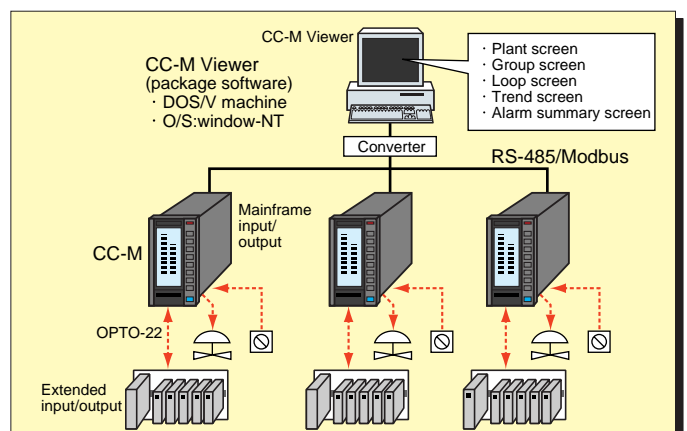 CC-M Viewer
CC-M Viewer
(package software)
· DOS/V machine
· O/S:window-NT
· Plant screen
· Group screen
· Loop screen
· Trend screen
· Alarm summary screen
Converter
RS-485/Modbus
Mainframe
input/
output
CC-M
OPTO-22
Extended
input/output